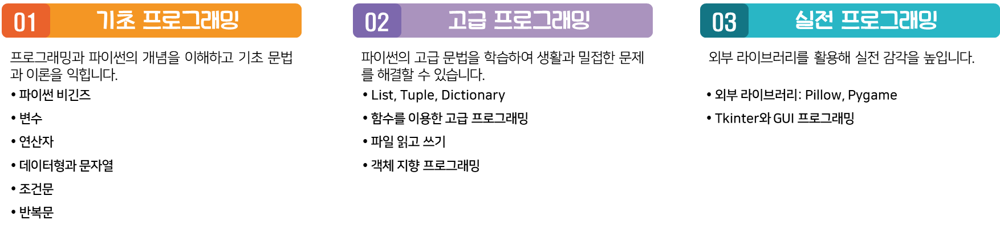 01 기초 프로그래밍
프로그래밍과 파이썬의 개념을 이해하고 기초 문법
과 이론을 익힙니다.
• 파이썬 비긴즈
• 변수
• 연산자
• 데이터형과 문자열
• 조건문
• 반복문
02 고급 프로그래밍
파이썬의 고급 문법을 학습하여 생활과 밀접한 문제
를 해결할 수 있습니다.
• List, Tuple, Dictionary
• 함수를 이용한 고급 프로그래밍
• 파일 읽고 쓰기
• 객체 지향 프로그래밍
03 실전 프로그래밍
외부 라이브러리를 활용해 실전 감각을 높입니다.
• 외부 라이브러리: Pillow, Pygame
• Tkinter와 GUI 프로그래밍